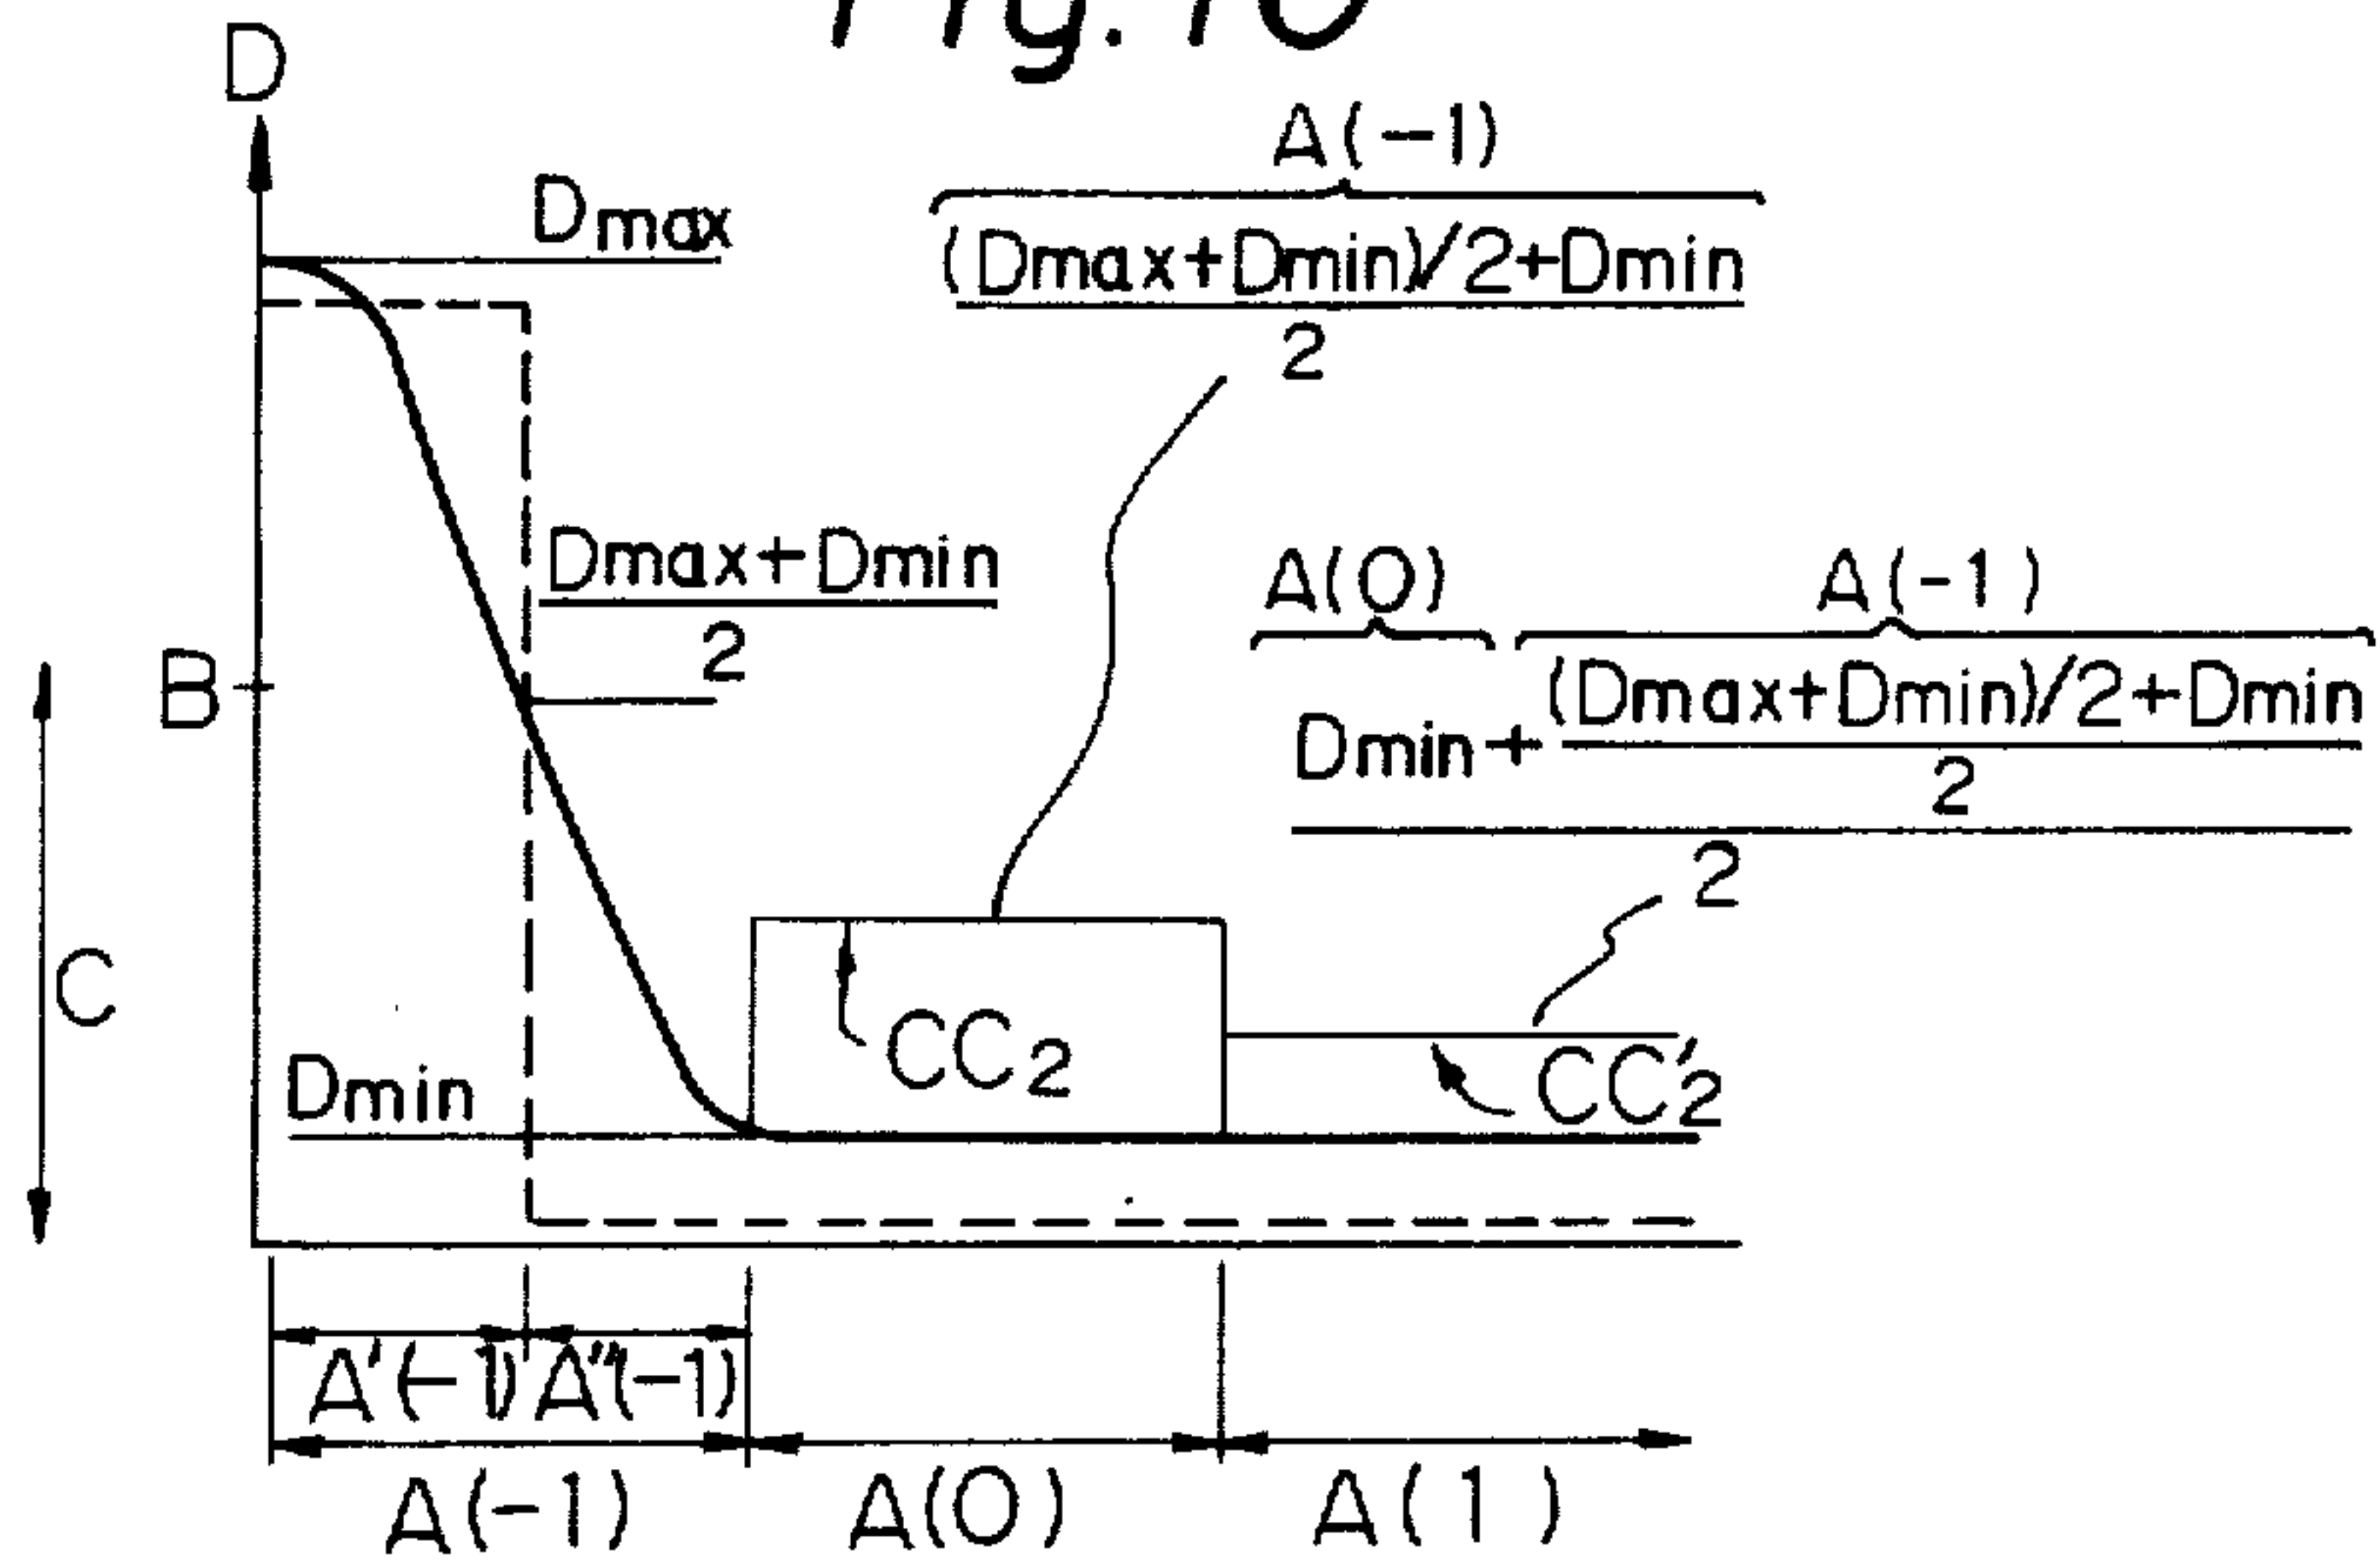 Fig. 10
D
A(-1)
Dmax
(Dmax+Dmin)/2+Dmin
2
Dmax+Dmin
2
A(0) A(-1)
B
(Dmax+Dmin)/2+Dmin
Dmin+
2
2
C
CC2
CC'2
Dmin
A'(-1) A"(-1)
A(-1) A(0) A(1)